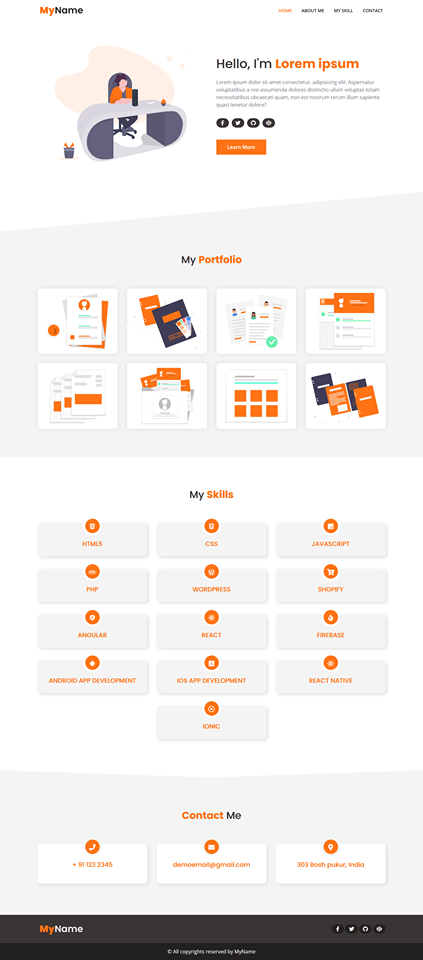 MyName
HOME ABOUT ME MY SKILL CONTACT
Hello, I'm Lorem ipsum
Lorem ipsum dolor sit amet consectetur, adipisicing elit. Aspernatur
voluptatibus a nisi assumenda dolores distinctio ullam voluptas totam
necessitatibus obcaecati quam, non est nostrum rerum illum sapiente
quasi tenetur dolore?
Learn More
My Portfolio
My Skills
HTML5 CSS JAVASCRIPT
PHP WORDPRESS SHOPIFY
ANGULAR REACT FIREBASE
ANDROID APP DEVELOPMENT IOS APP DEVELOPMENT REACT NATIVE
IONIC
Contact Me
+ 91 123 2345 demoemail@gmail.com 303 Bosh pukur, India
MyName
© All copyrights reserved by MyName